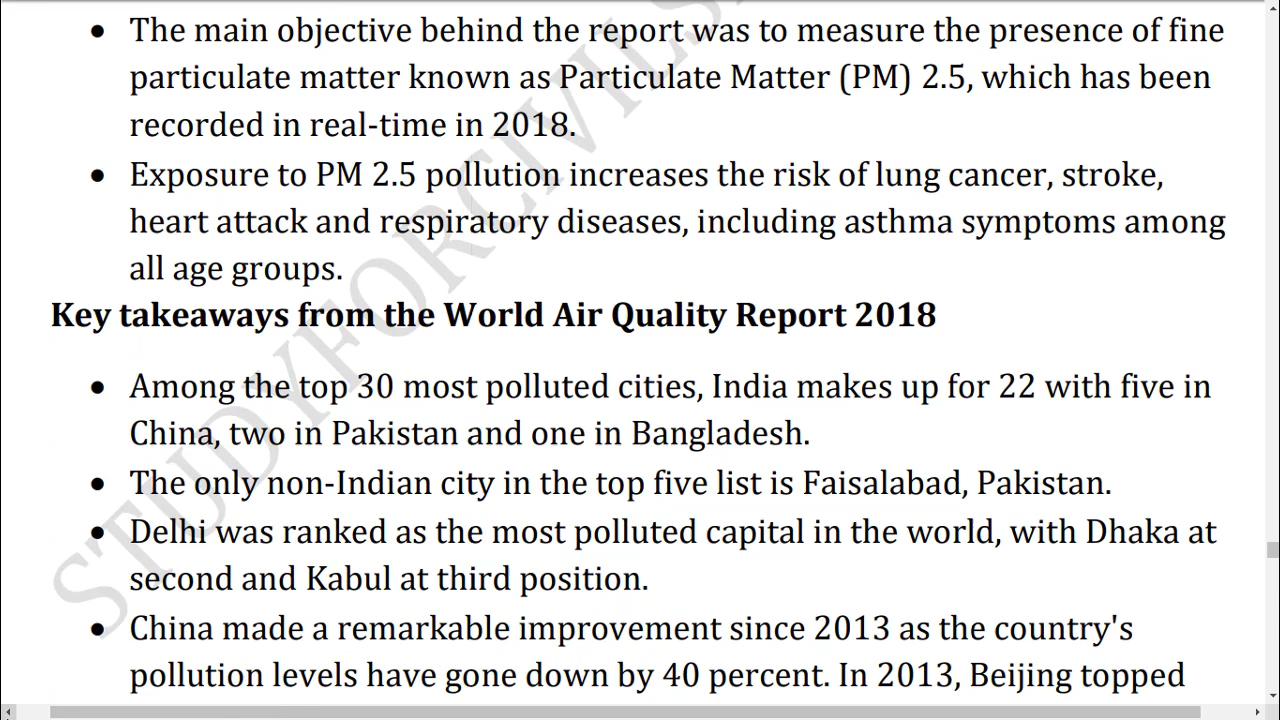 • The main objective behind the report was to measure the presence of fine
particulate matter known as Particulate Matter (PM) 2.5, which has been
recorded in real-time in 2018.
• Exposure to PM 2.5 pollution increases the risk of lung cancer, stroke,
heart attack and respiratory diseases, including asthma symptoms among
all age groups.
Key takeaways from the World Air Quality Report 2018
• Among the top 30 most polluted cities, India makes up for 22 with five in
China, two in Pakistan and one in Bangladesh.
• The only non-Indian city in the top five list is Faisalabad, Pakistan.
• Delhi was ranked as the most polluted capital in the world, with Dhaka at
second and Kabul at third position.
• China made a remarkable improvement since 2013 as the country's
pollution levels have gone down by 40 percent. In 2013, Beijing topped
STUDYFORCIVILS